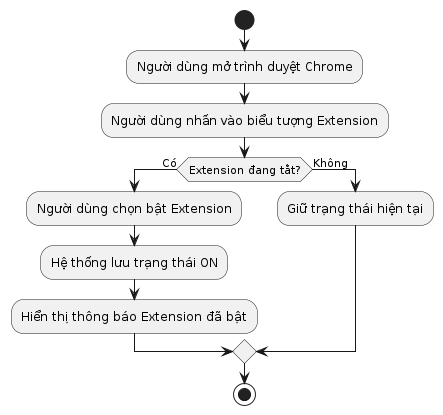 Người dùng mở trình duyệt Chrome
Người dùng nhấn vào biểu tượng Extension
Có
Extension đang tắt?
Không
Người dùng chọn bật Extension
Giữ trạng thái hiện tại
Hệ thống lưu trạng thái ON
Hiển thị thông báo Extension đã bật